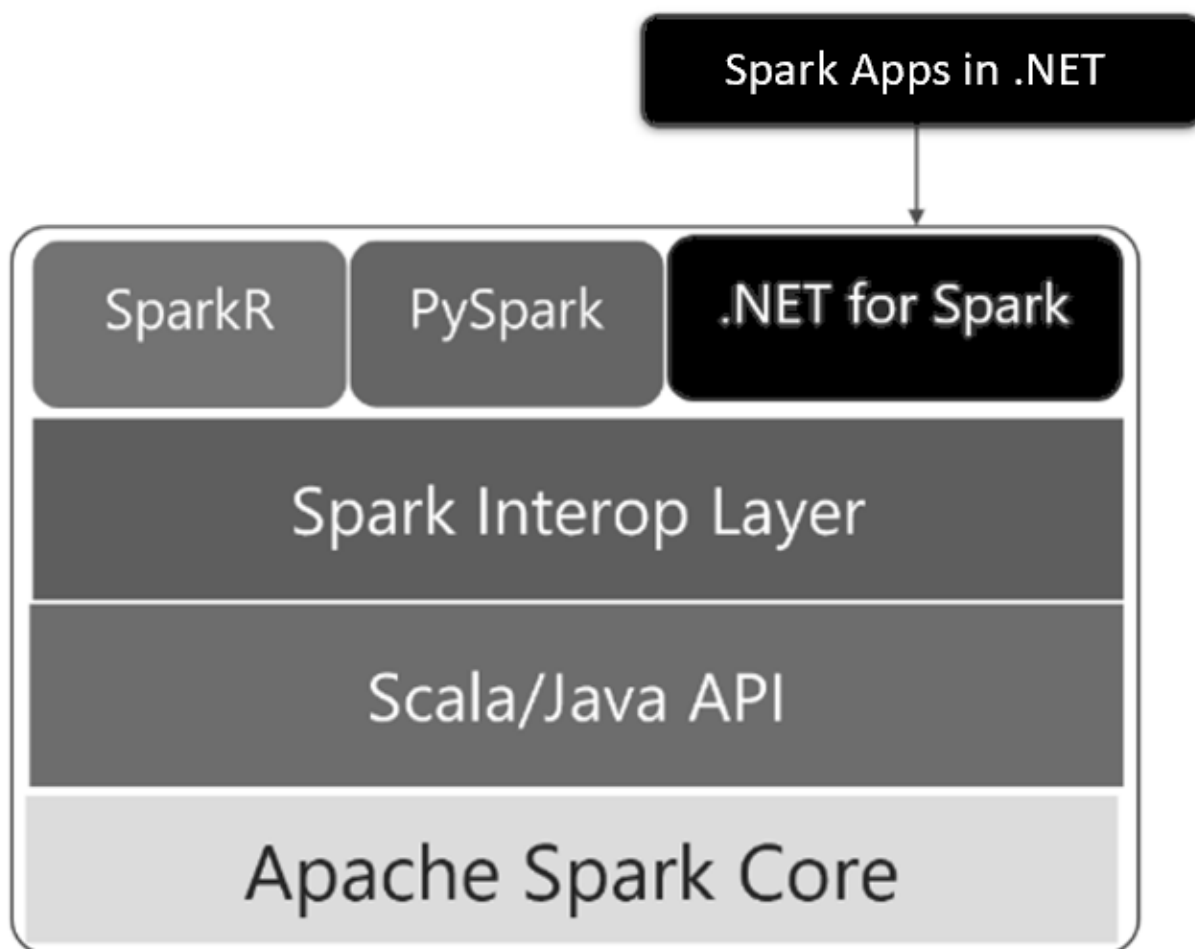 Spark Apps in .NET
SparkR
PySpark
.NET for Spark
Spark Interop Layer
Scala/Java API
Apache Spark Core